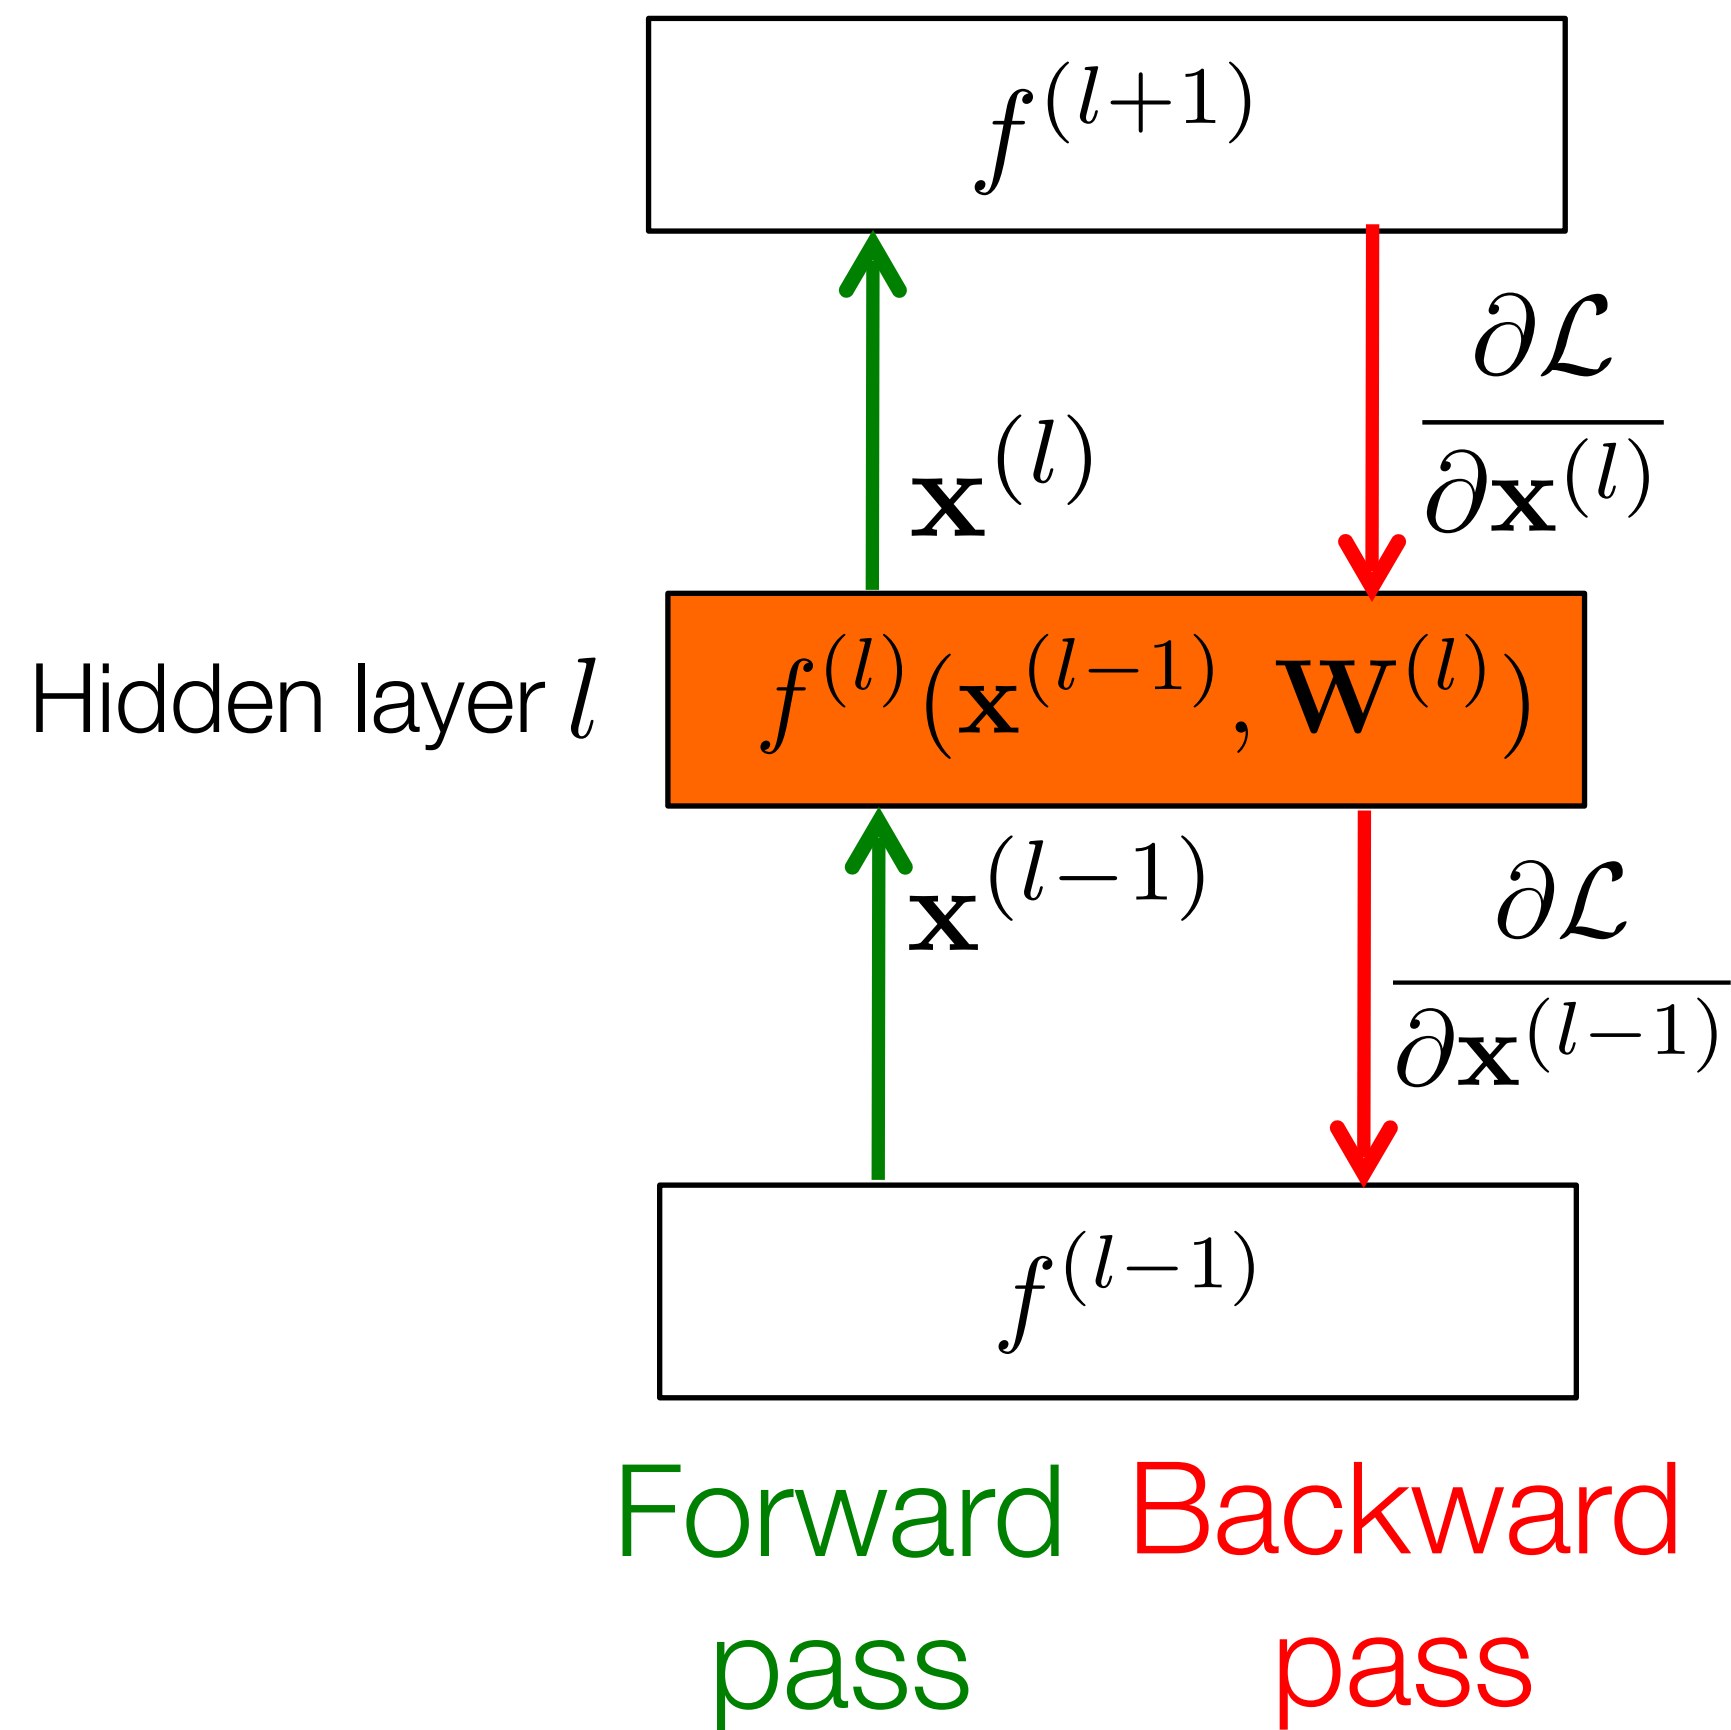 f^{(l+1)}
x^{(l)}
∂ℒ
∂x^{(l)}
Hidden layer l
f^{(l)}(x^{(l-1)}, W^{(l)})
x^{(l-1)}
∂ℒ
∂x^{(l-1)}
f^{(l-1)}
Forward
pass
Backward
pass